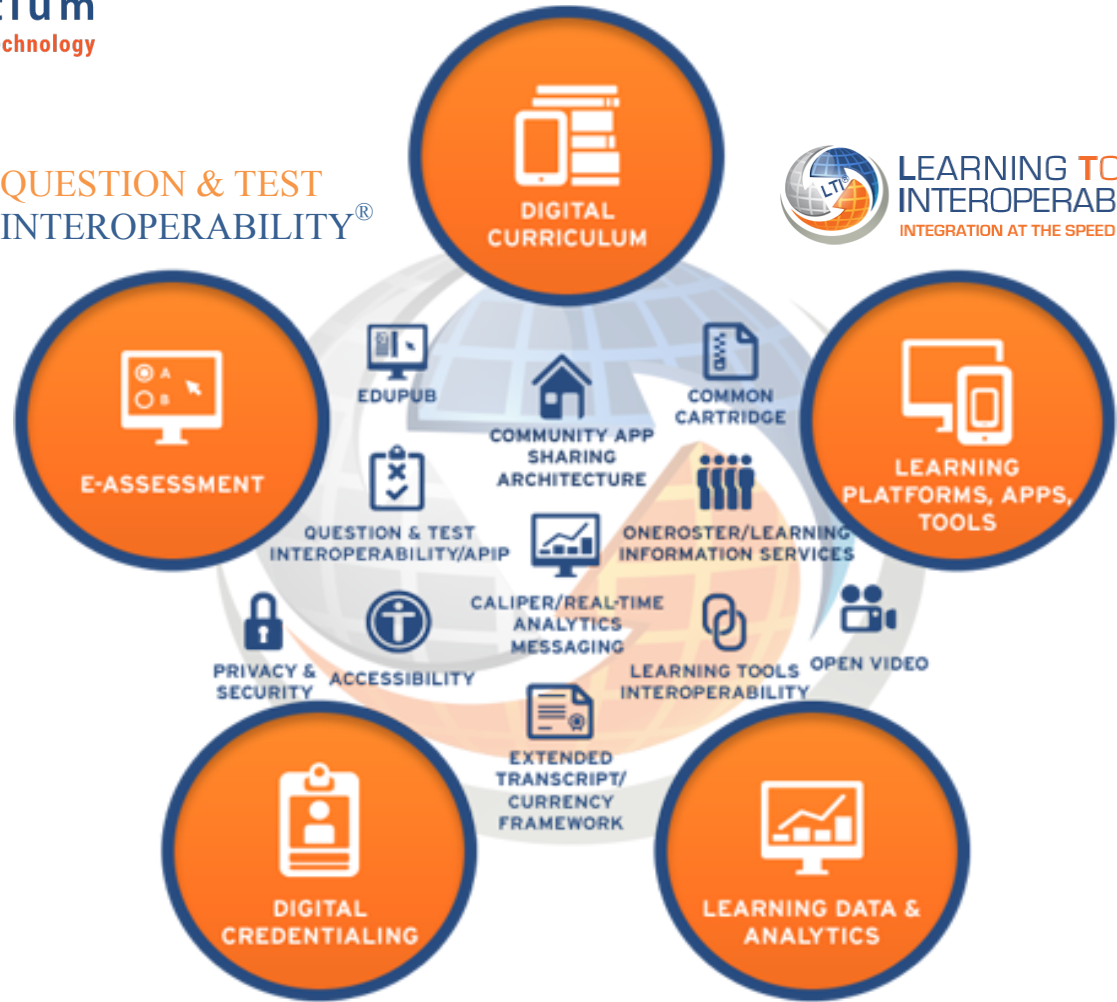 chnology
QUESTION & TEST
INTEROPERABILITY®
LTI®
LEARNING TO
INTEROPERAB
INTEGRATION AT THE SPEED
DIGITAL
CURRICULUM
A
B
E-ASSESSMENT
EDUPUB
COMMUNITY APP
SHARING
ARCHITECTURE
COMMON
CARTRIDGE
LEARNING
PLATFORMS, APPS,
TOOLS
QUESTION & TEST
INTEROPERABILITY/APIP
ONEROSTER/LEARNING
INFORMATION SERVICES
CALIPER/REAL-TIME
ANALYTICS
MESSAGING
PRIVACY &
SECURITY
ACCESSIBILITY
LEARNING TOOLS
INTEROPERABILITY
OPEN VIDEO
EXTENDED
TRANSCRIPT/
CURRENCY
FRAMEWORK
DIGITAL
CREDENTIALING
LEARNING DATA &
ANALYTICS